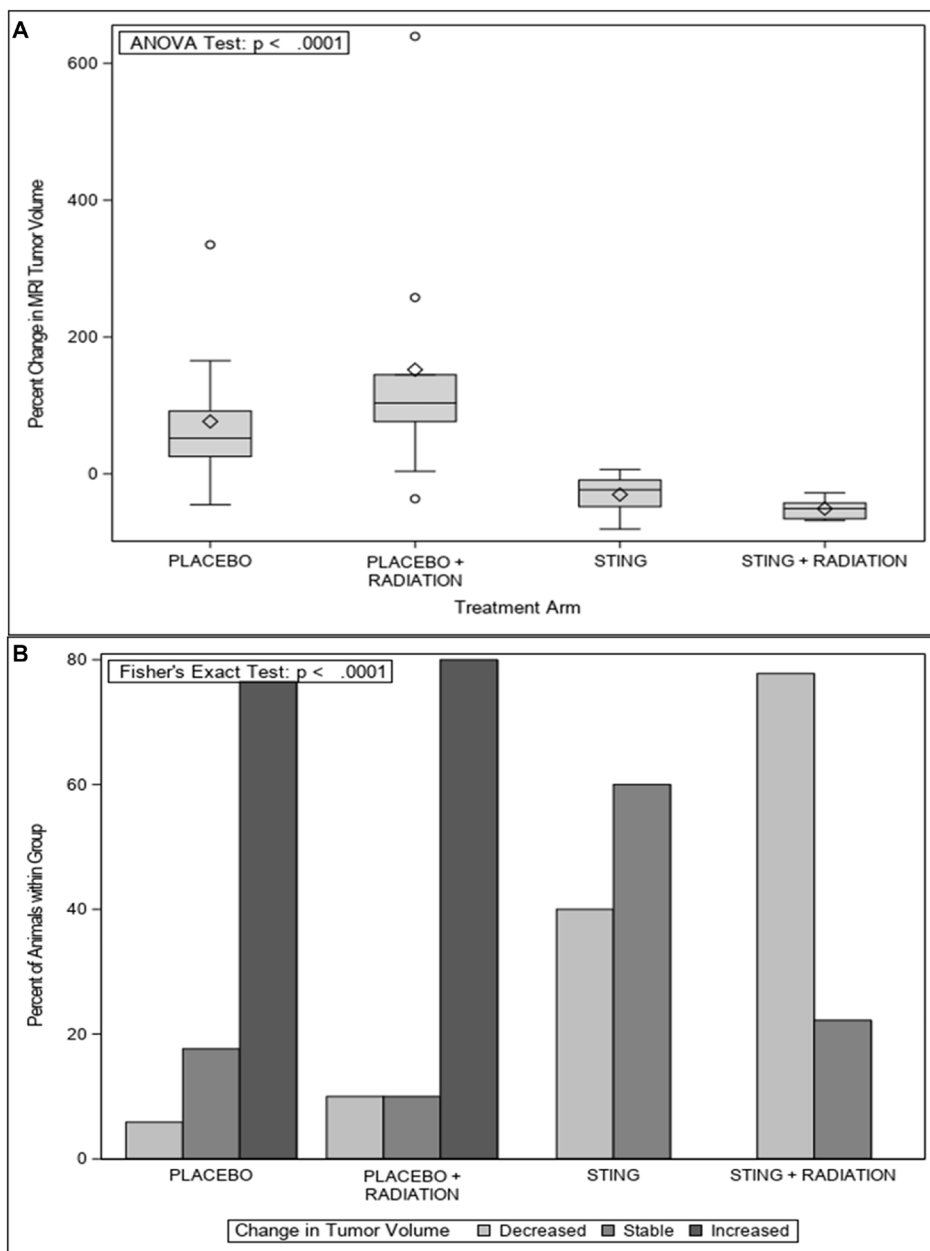 A
ANOVA Test: p < .0001
600
400
200
0
Percent Change in MRI Tumor Volume
PLACEBO
PLACEBO +
RADIATION
STING
STING + RADIATION
Treatment Arm
B
Fisher's Exact Test: p < .0001
80
60
40
20
0
Percent of Animals within Group
PLACEBO
PLACEBO +
RADIATION
STING
STING + RADIATION
Change in Tumor Volume Decreased Stable Increased